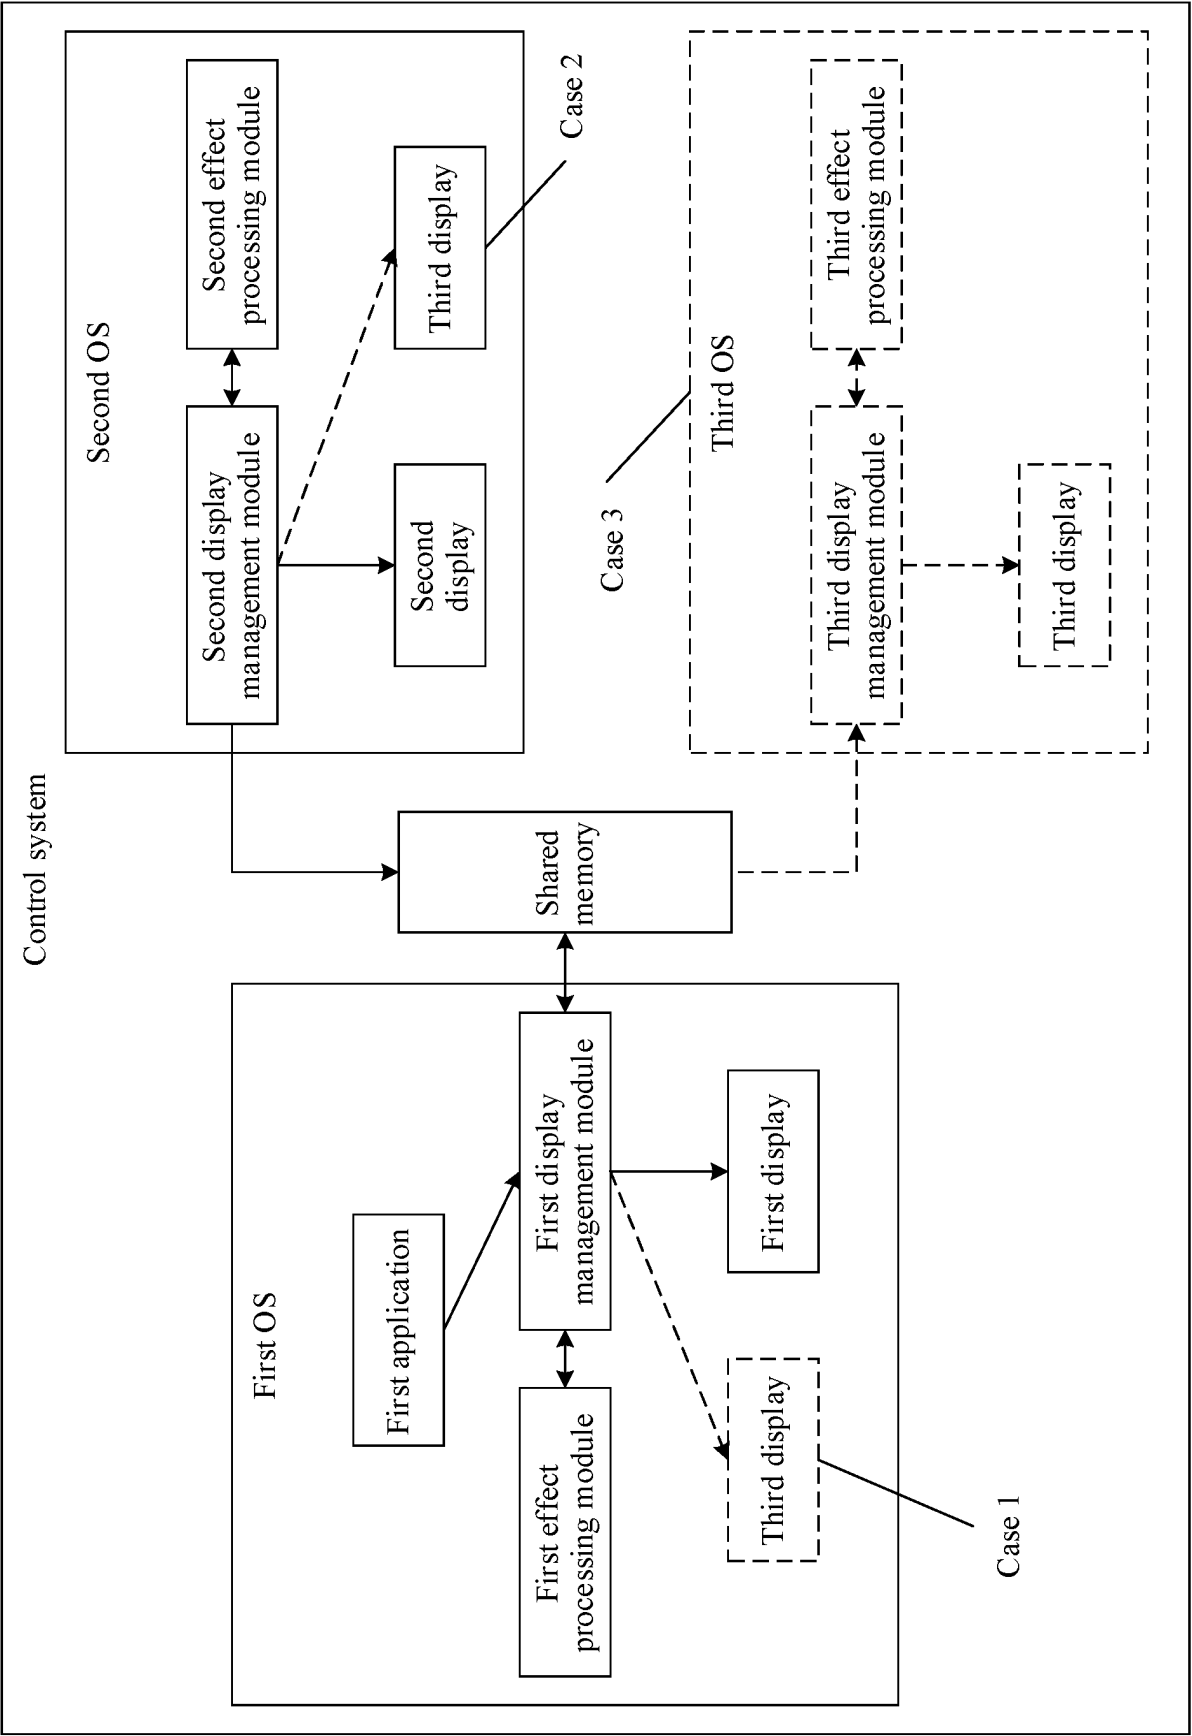 Control system
First OS
First application
First effect
processing module
First display
management module
Third display
First display
Case 1
Shared
memory
Second OS
Second display
management module
Second effect
processing module
Second
display
Third display
Case 2
Case 3
Third OS
Third display
management module
Third effect
processing module
Third display